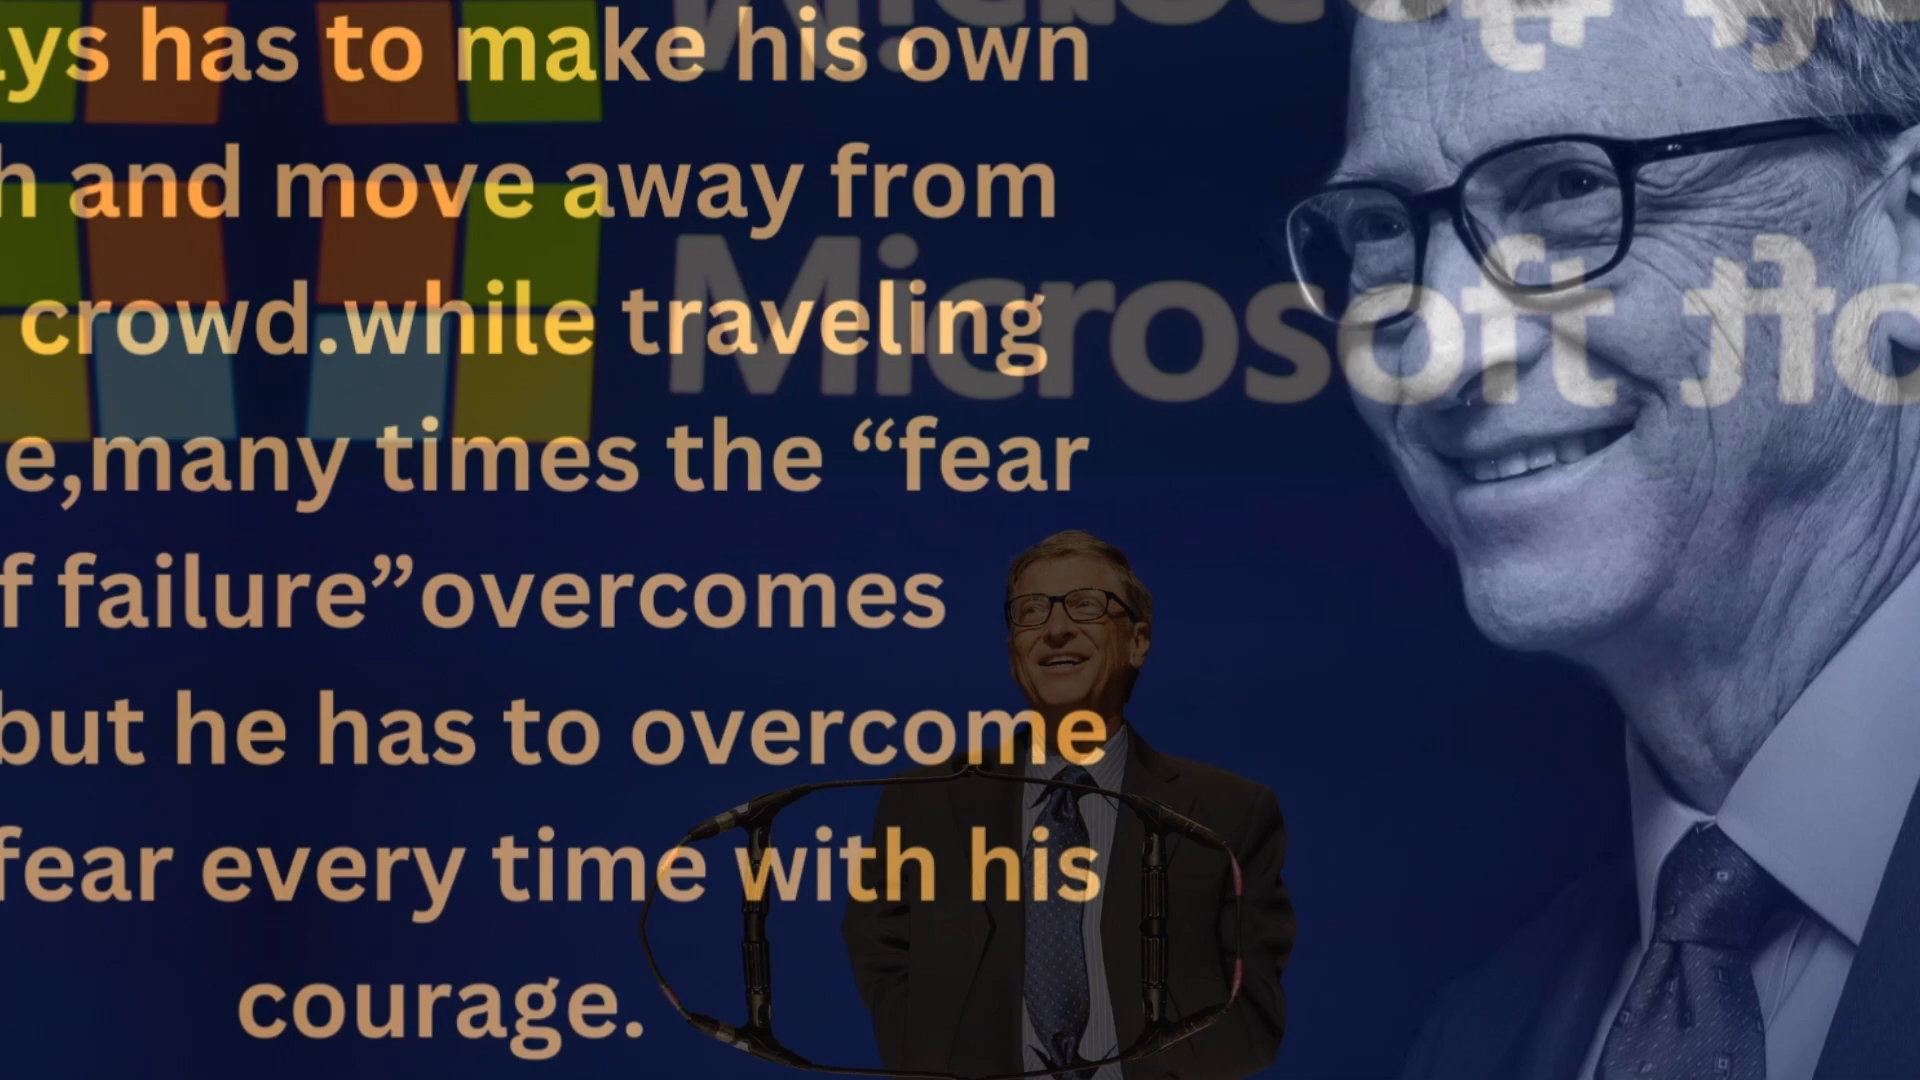 has to make his own
and move away from
crowd.while traveling
many times the “fear
failure”overcomes
but he has to overcome
fear every time with his
courage.
Microsoft